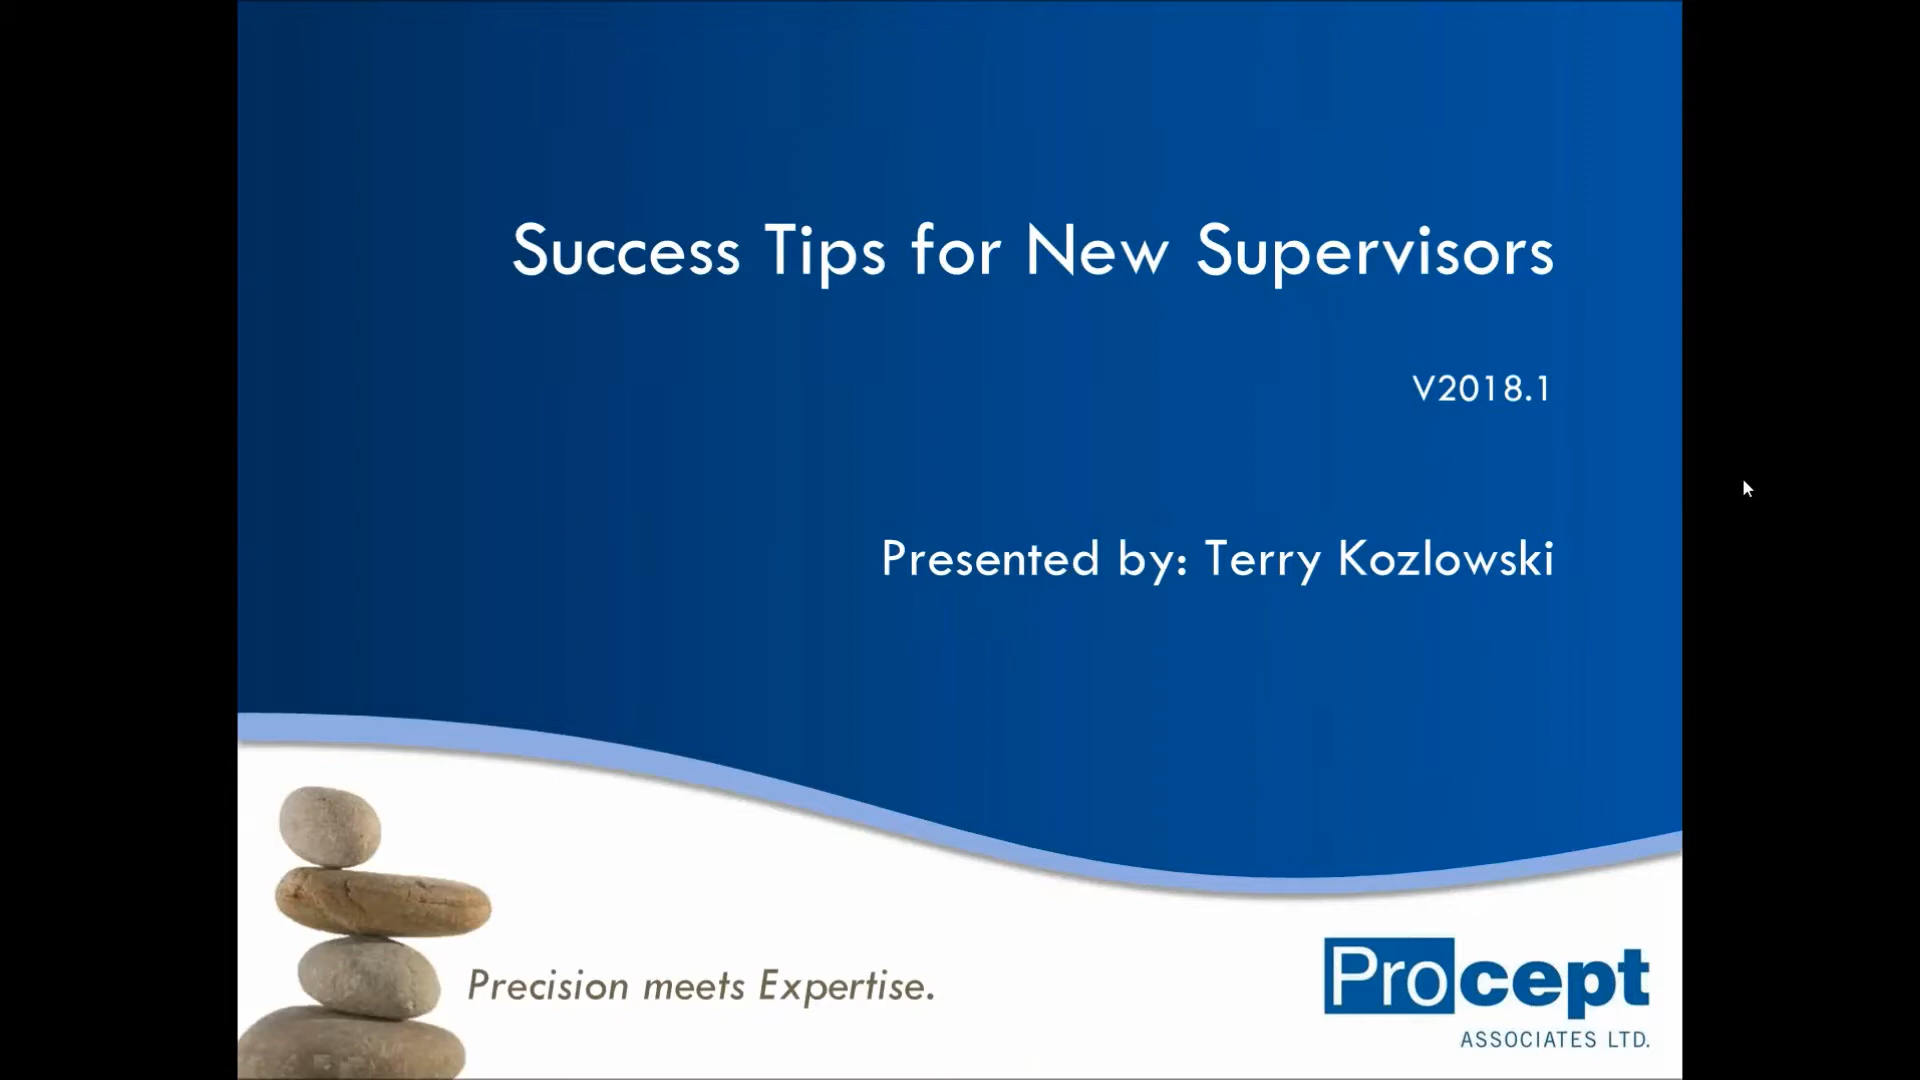 Success Tips for New Supervisors
V2018.1
Presented by: Terry Kozlowski
Precision meets Expertise.
Procept
ASSOCIATES LTD.